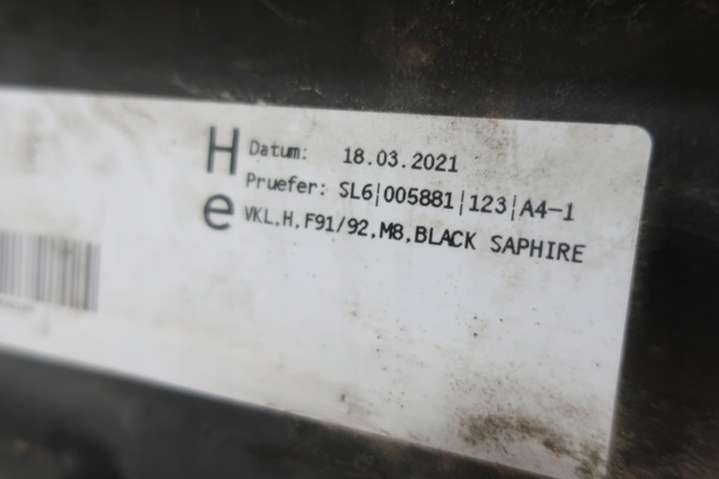 H
e
Datum: 18.03.2021
Pruefer: SL6|005881|123|A4-1
VKL.H.F91/92.M8.BLACK SAPHIRE